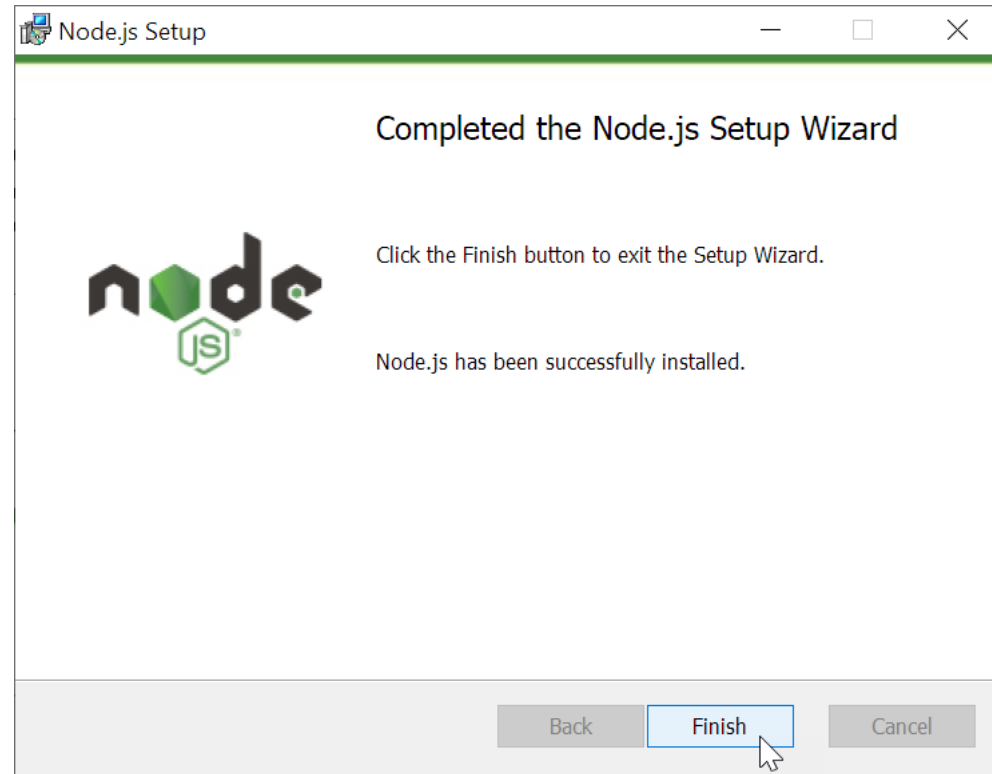 Node.js Setup
Completed the Node.js Setup Wizard
Click the Finish button to exit the Setup Wizard.
node
JS®
Node.js has been successfully installed.
Back
Finish
Cancel